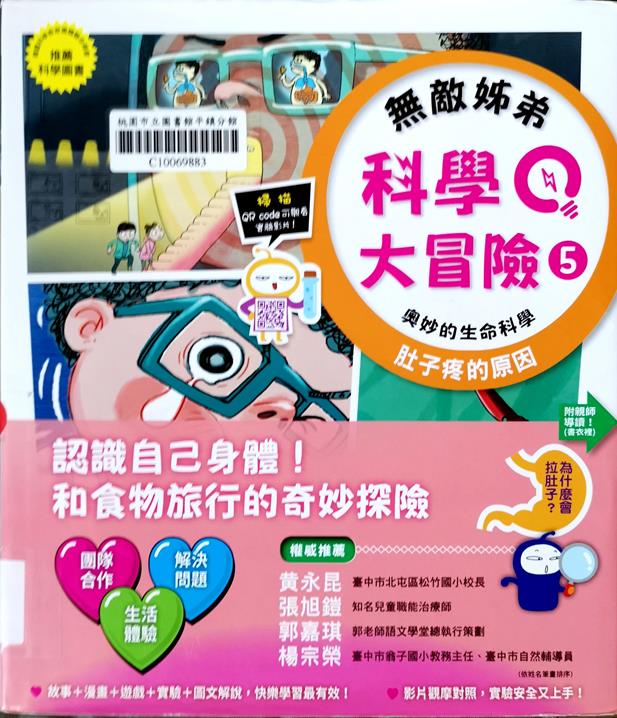 推薦
科學圖書
桃園市立圖書館平鎮分館
C10069883
掃描
QR code可觀看
實驗影片！
無敵姊弟
科學
大冒險5
奧妙的生命科學
肚子疼的原因
附親師
導讀！
(書衣裡)
認識自己身體！
和食物旅行的奇妙探險
為什麼會
拉肚子？
團隊
合作
解決
問題
生活
體驗
權威推薦
黄永昆 臺中市北屯區松竹國小校長
張旭鎧 知名兒童職能治療師
郭嘉琪 郭老師語文學堂總執行策劃
楊宗榮 臺中市翁子國小教務主任、臺中市自然輔導員
(依姓名筆畫排序)
故事＋漫畫＋遊戲＋實驗＋圖文解說，快樂學習最有效！
影片觀摩對照，實驗安全又上手！